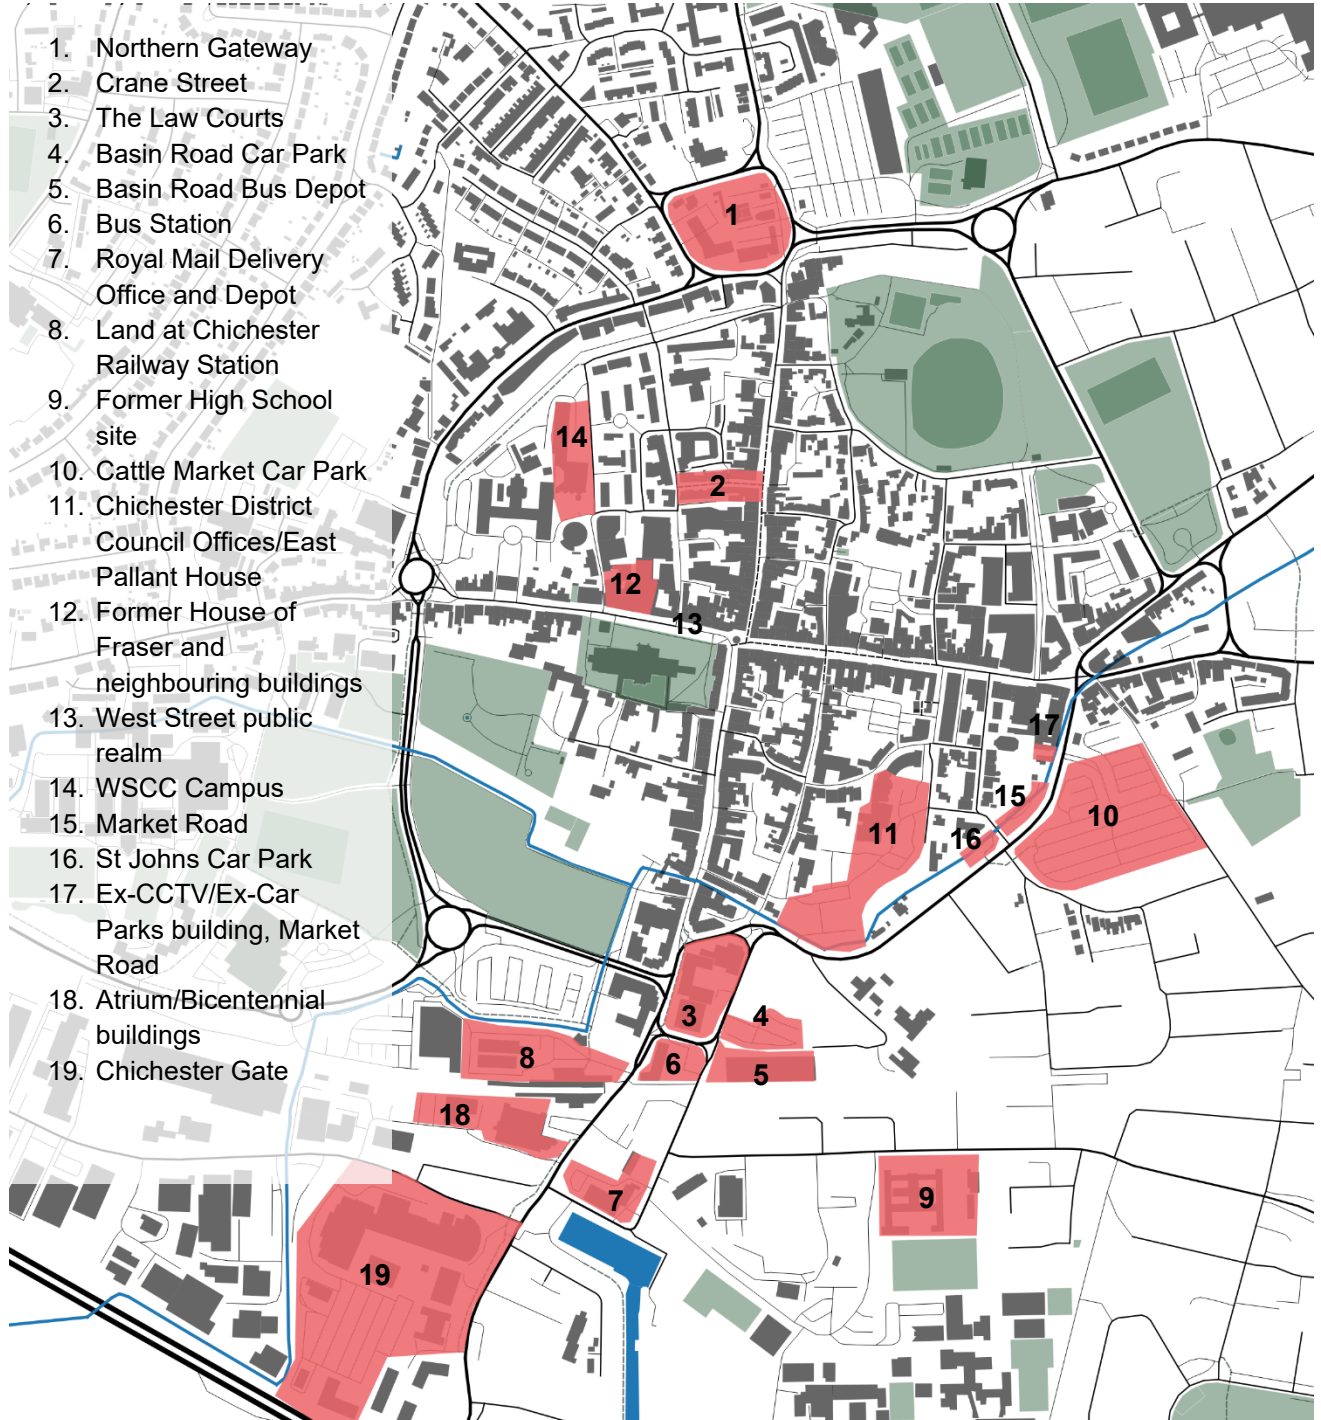 1. Northern Gateway
2. Crane Street
3. The Law Courts
4. Basin Road Car Park
5. Basin Road Bus Depot
6. Bus Station
7. Royal Mail Delivery
Office and Depot
8. Land at Chichester
Railway Station
9. Former High School
site
10. Cattle Market Car Park
11. Chichester District
Council Offices/East
Pallant House
12. Former House of
Fraser and
neighbouring buildings
13. West Street public
realm
14. WSCC Campus
15. Market Road
16. St Johns Car Park
17. Ex-CCTV/Ex-Car
Parks building, Market
Road
18. Atrium/Bicentennial
buildings
19. Chichester Gate
1
14
2
12
13
17
15
10
11
16
3
4
8
6
5
18
7
9
19